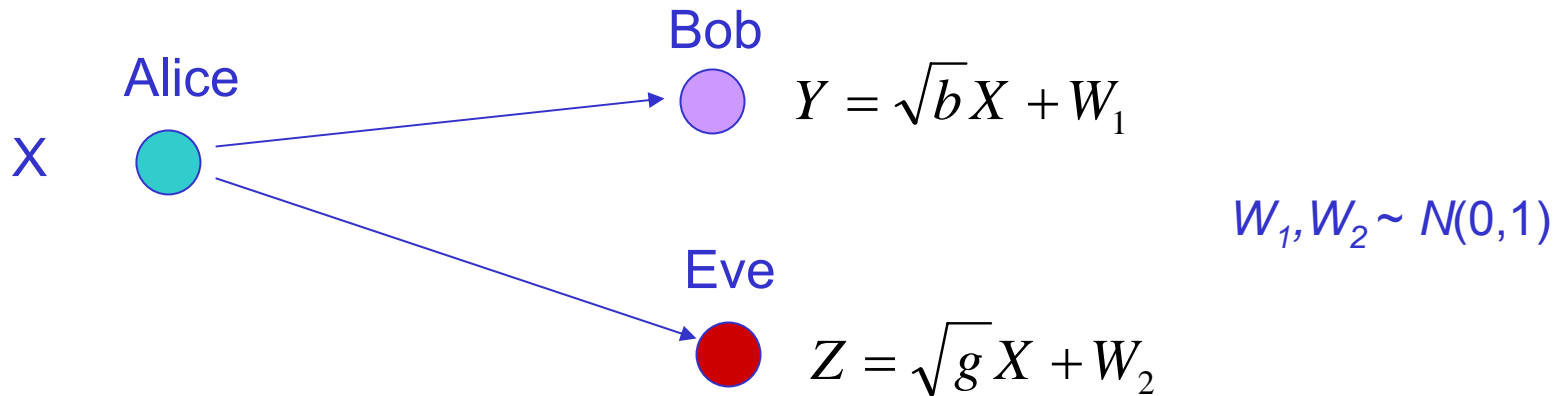 Bob
Alice
Y = √b X + W₁
X
W₁,W₂ ~ N(0,1)
Eve
Z = √g X + W₂